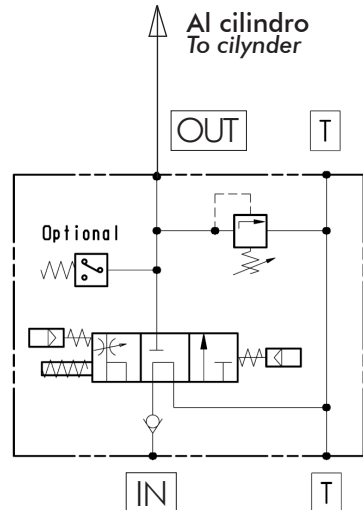 Al cilindro
To cilynder
OUT
T
Optional
IN
T